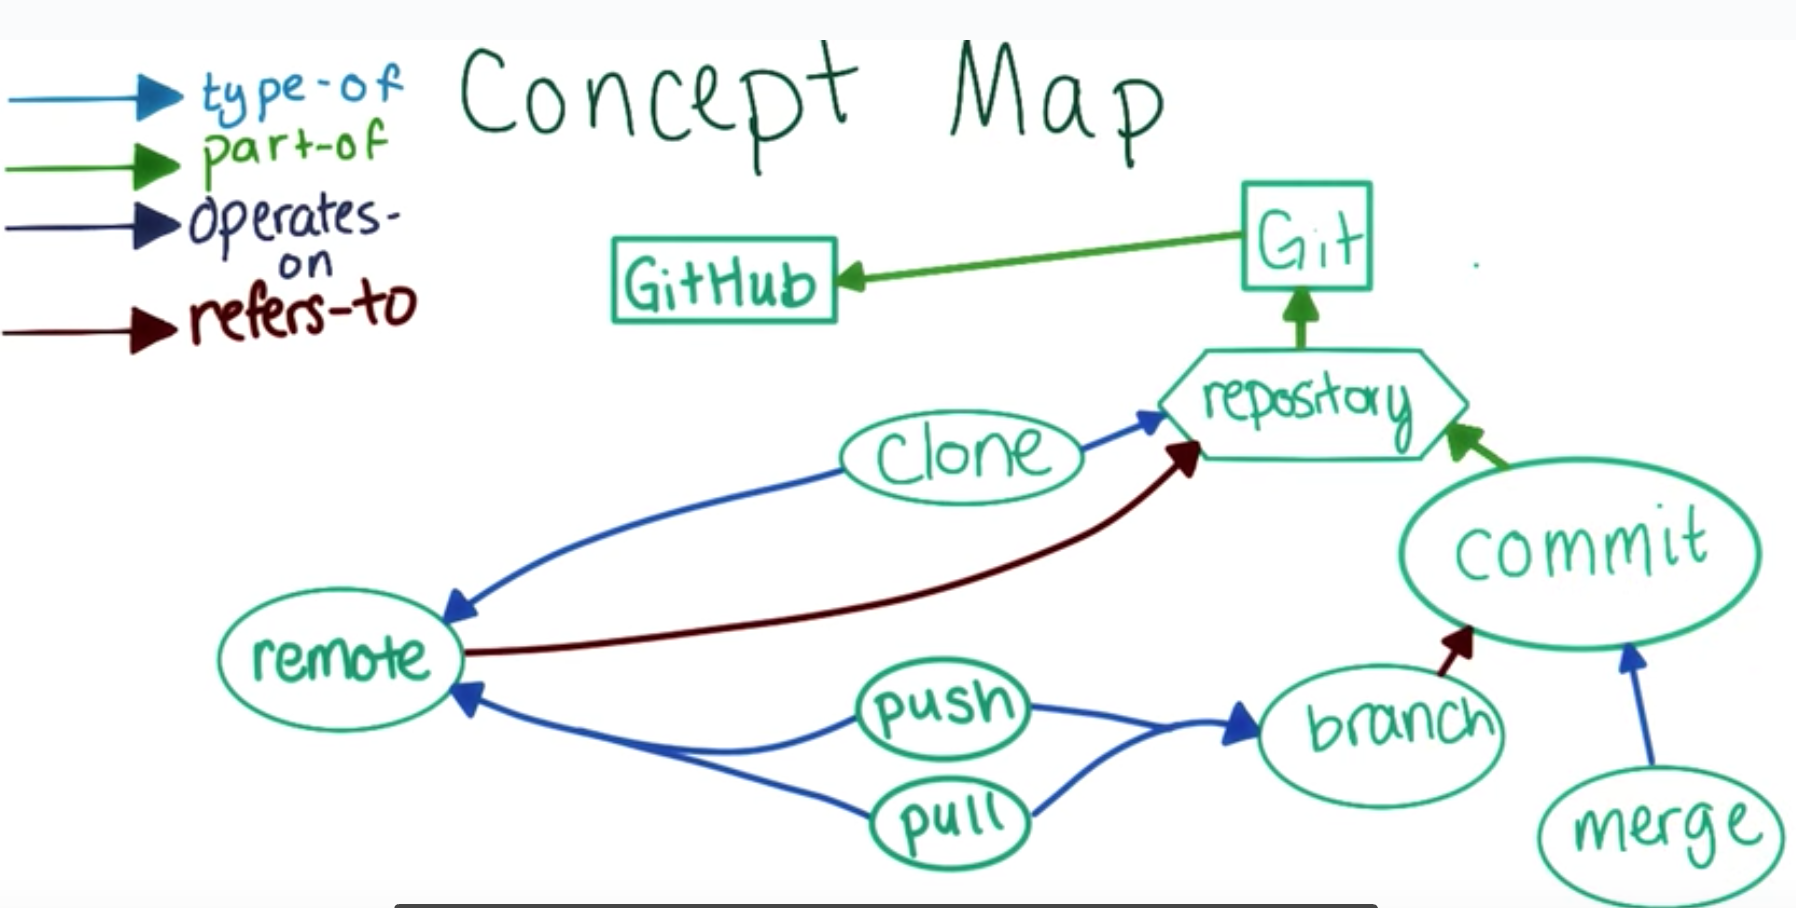 type-of
Concept Map
part-of
operates-
on
refers-to
Git
GitHub
repository
Clone
commit
remote
push
branch
pull
merge